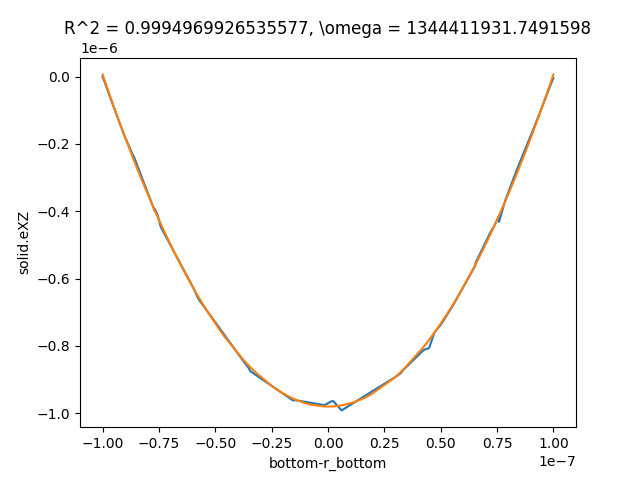 R^2 = 0.9994969926535577, \omega = 1344411931.7491598
1e−6
0.0
−0.2
−0.4
−0.6
−0.8
−1.0
solid.eXZ
−1.00 −0.75 −0.50 −0.25 0.00 0.25 0.50 0.75 1.00
1e−7
bottom-r_bottom